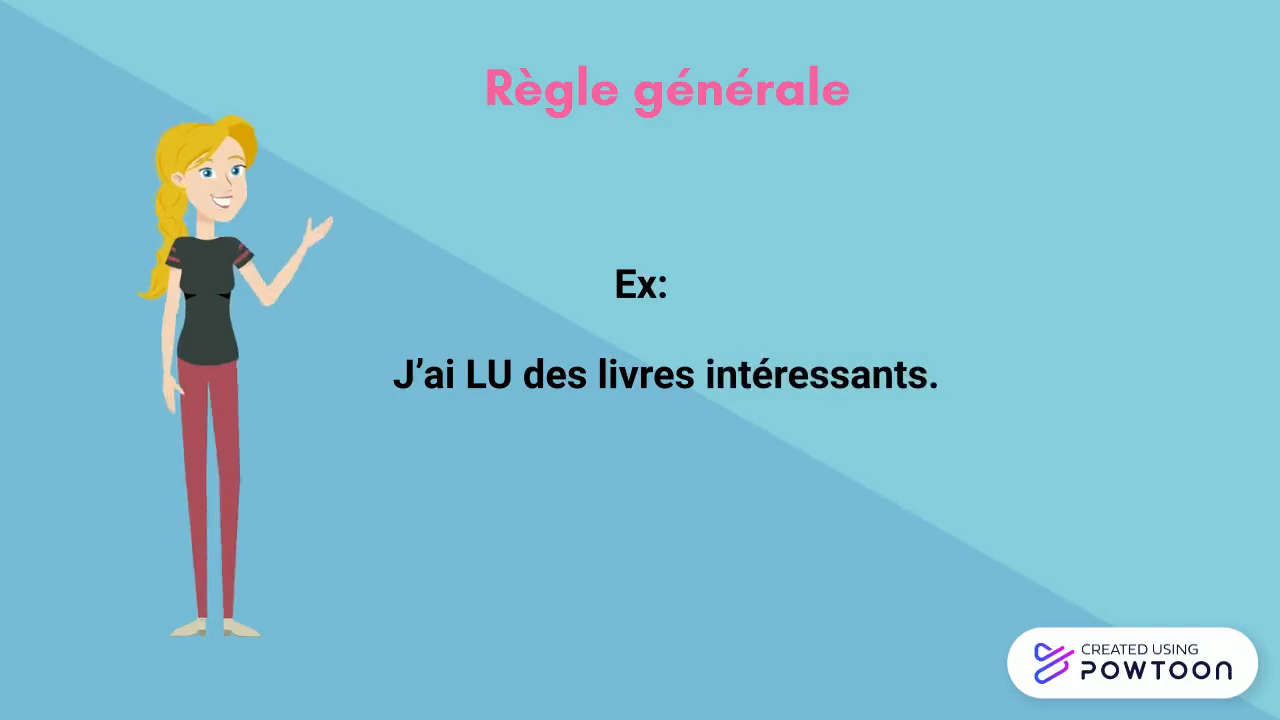 Règle générale
Ex:
J’ai LU des livres intéressants.
CREATED USING
POWTOON